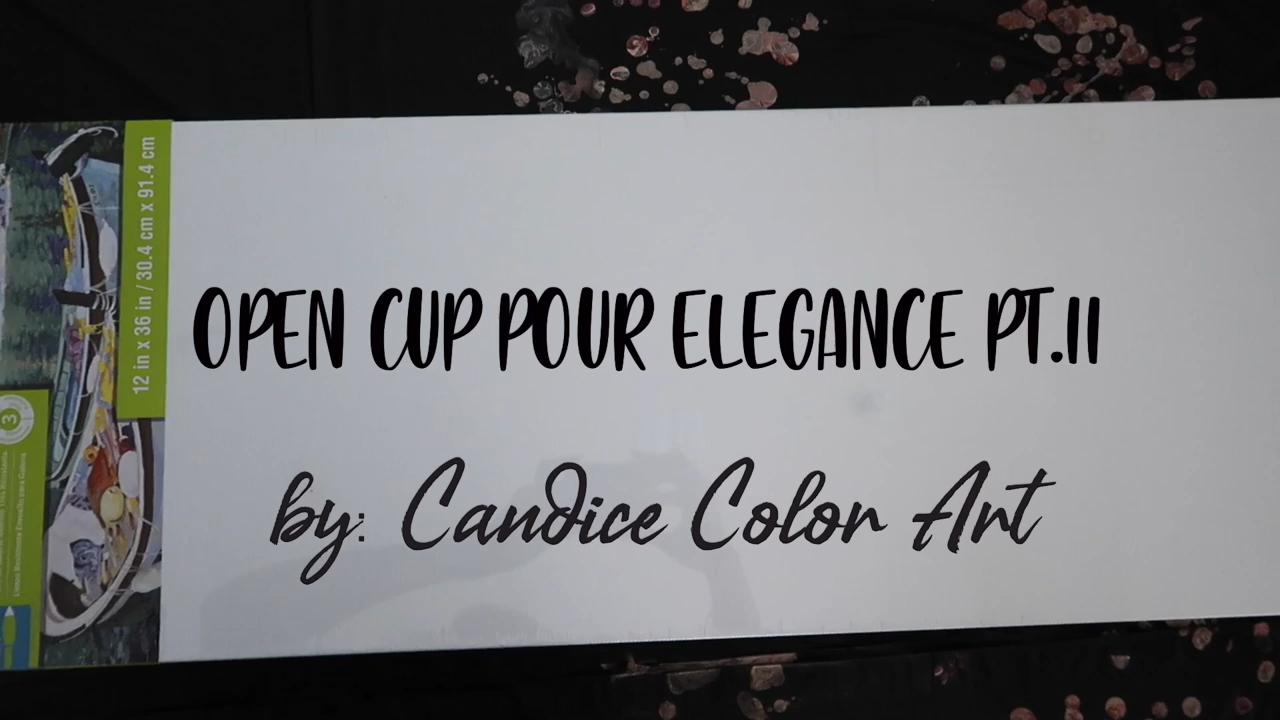 OPEN CUP POUR ELEGANCE PT.II
by: Candice Color Art
12 in x 36 in / 30.4 cm x 91.4 cm
3